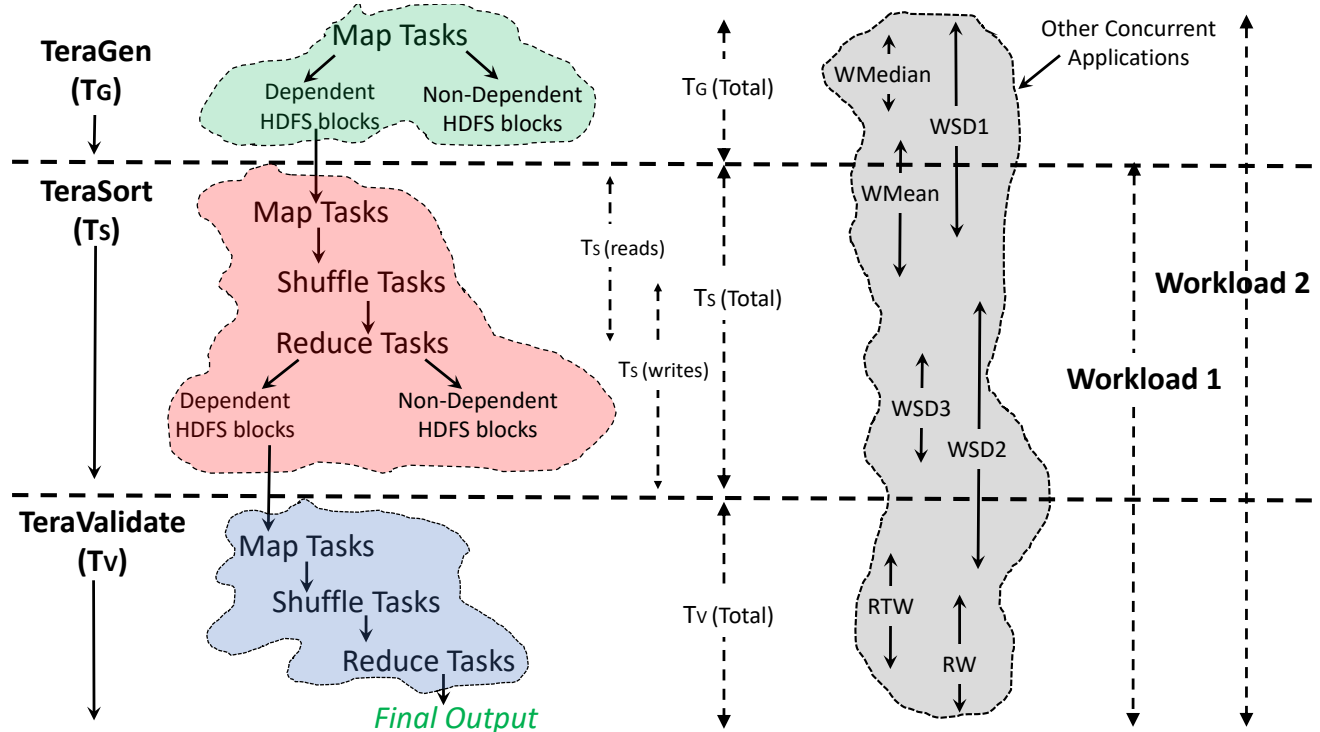 TeraGen
(TG)
Map Tasks
Dependent
HDFS blocks
Non-Dependent
HDFS blocks
TG (Total)
WMedian
WSD1
Other Concurrent
Applications
TeraSort
(TS)
Map Tasks
Shuffle Tasks
Reduce Tasks
Dependent
HDFS blocks
Non-Dependent
HDFS blocks
TS (reads)
TS (writes)
TS (Total)
WMean
WSD3
WSD2
Workload 2
Workload 1
TeraValidate
(TV)
Map Tasks
Shuffle Tasks
Reduce Tasks
Final Output
TV (Total)
RTW
RW